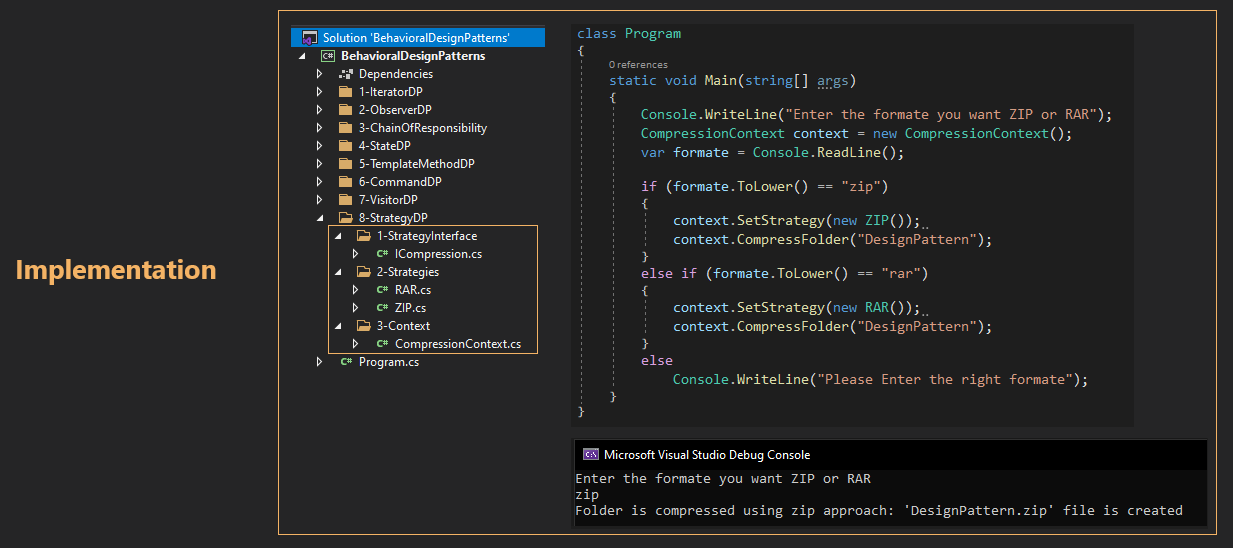 Implementation
Solution 'BehavioralDesignPatterns'
C# BehavioralDesignPatterns
Dependencies
1-IteratorDP
2-ObserverDP
3-ChainOfResponsibility
4-StateDP
5-TemplateMethodDP
6-CommandDP
7-VisitorDP
8-StrategyDP
1-StrategyInterface
C# ICompression.cs
2-Strategies
C# RAR.cs
C# ZIP.cs
3-Context
C# CompressionContext.cs
C# Program.cs
class Program
{
0 references
static void Main(string[] args)
{
Console.WriteLine("Enter the formate you want ZIP or RAR");
CompressionContext context = new CompressionContext();
var formate = Console.ReadLine();
if (formate.ToLower() == "zip")
{
context.SetStrategy(new ZIP());
context.CompressFolder("DesignPattern");
}
else if (formate.ToLower() == "rar")
{
context.SetStrategy(new RAR());
context.CompressFolder("DesignPattern");
}
else
Console.WriteLine("Please Enter the right formate");
}
}
C:\ Microsoft Visual Studio Debug Console
Enter the formate you want ZIP or RAR
zip
Folder is compressed using zip approach: 'DesignPattern.zip' file is created